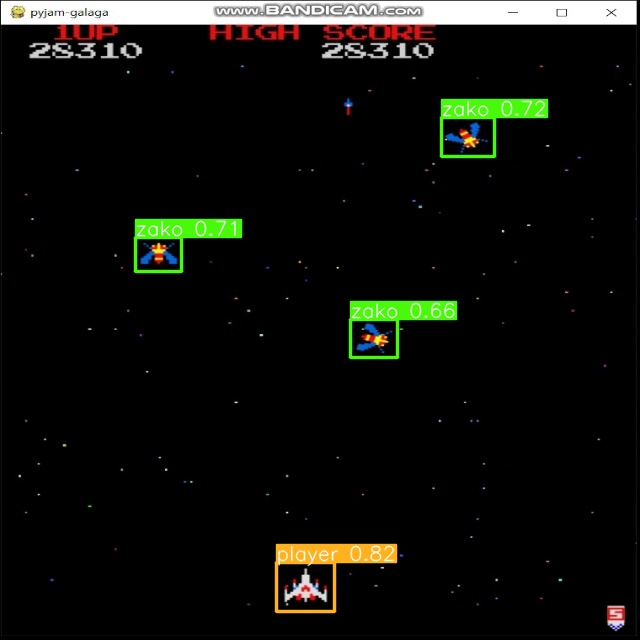 pyjam-galaga
www.BANDICAM.com
1UP HIGH SCORE
28310 28310
zako 0.72
zako 0.71
zako 0.66
player 0.82
5